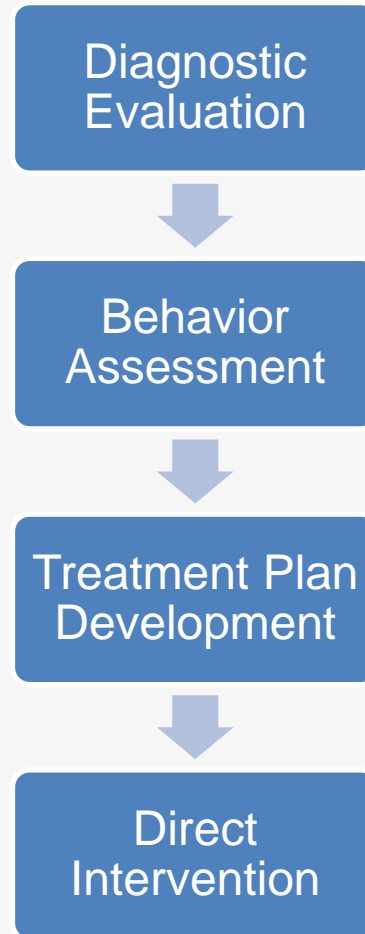 Diagnostic
Evaluation
Behavior
Assessment
Treatment Plan
Development
Direct
Intervention